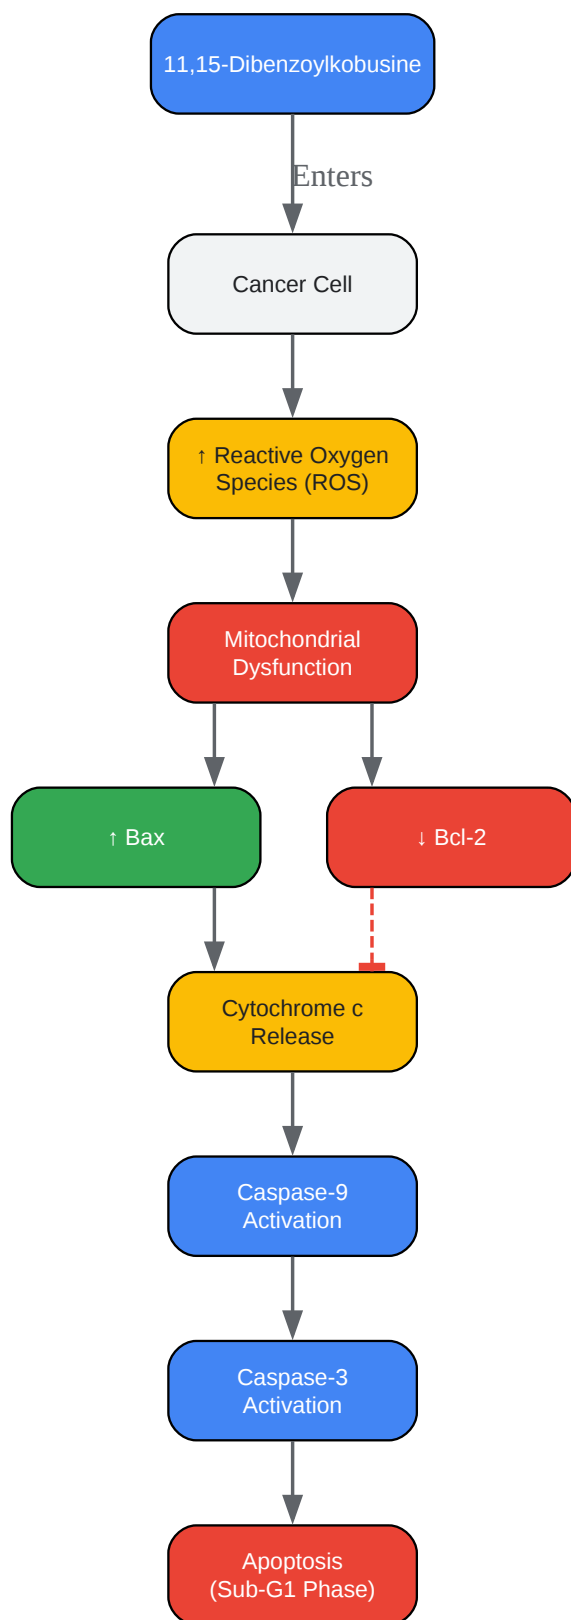 11,15-Dibenzoylkobusine
Enters
Cancer Cell
↑ Reactive Oxygen
Species (ROS)
Mitochondrial
Dysfunction
↑ Bax
↓ Bcl-2
Cytochrome c
Release
Caspase-9
Activation
Caspase-3
Activation
Apoptosis
(Sub-G1 Phase)